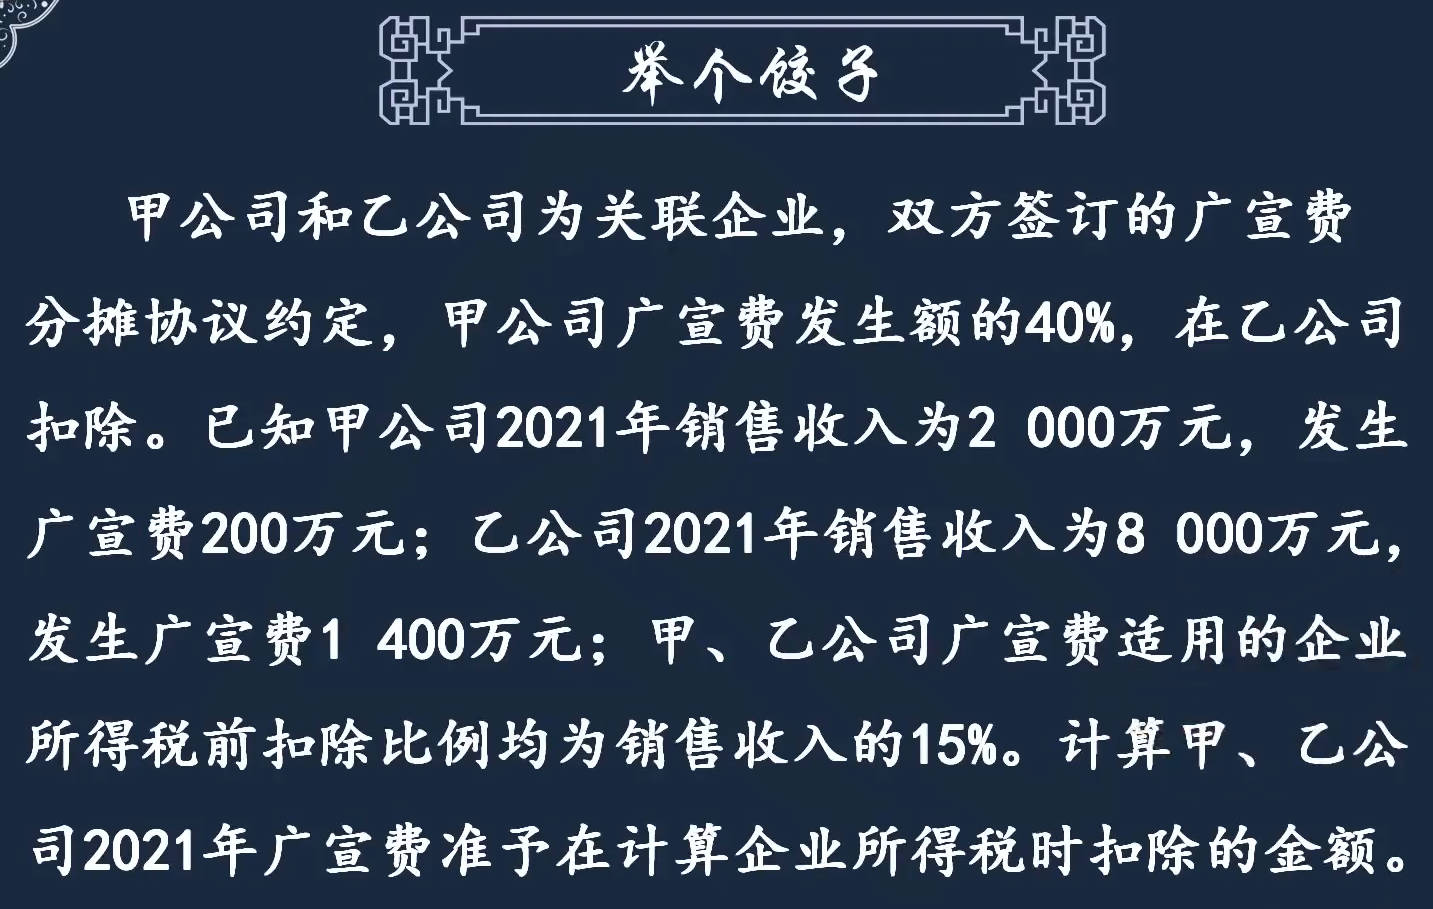 举个饺子
甲公司和乙公司为关联企业，双方签订的广宣费
分摊协议约定，甲公司广宣费发生额的40%，在乙公司
扣除。已知甲公司2021年销售收入为2 000万元，发生
广宣费200万元；乙公司2021年销售收入为8 000万元，
发生广宣费1 400万元；甲、乙公司广宣费适用的企业
所得税前扣除比例均为销售收入的15%。计算甲、乙公
司2021年广宣费准予在计算企业所得税时扣除的金额。